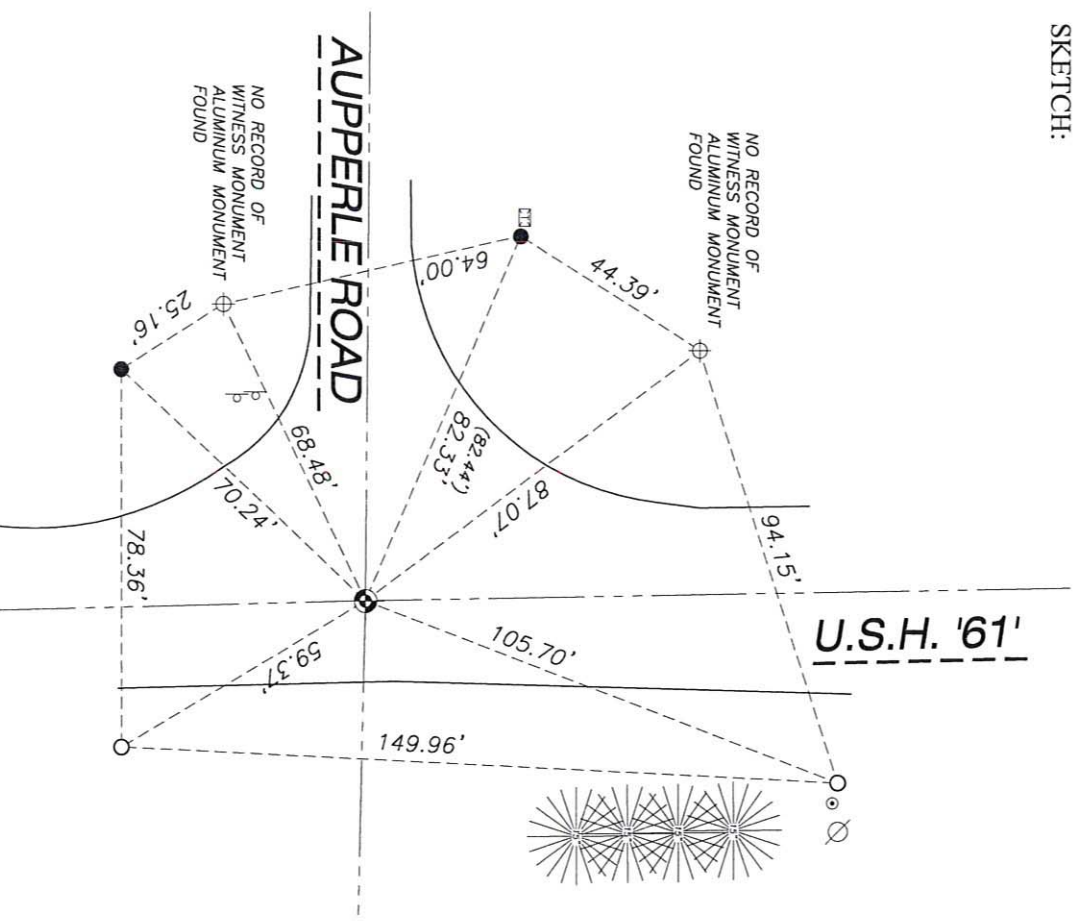 SKETCH:
NO RECORD OF
WITNESS MONUMENT
ALUMINUM MONUMENT
FOUND
44.39'
94.15'
64.00'
(82.44')
82.33'
87.07'
U.S.H. '61'
AUPPERLE ROAD
NO RECORD OF
WITNESS MONUMENT
ALUMINUM MONUMENT
FOUND
25.16'
68.48'
70.24'
78.36'
105.70'
59.37'
149.96'